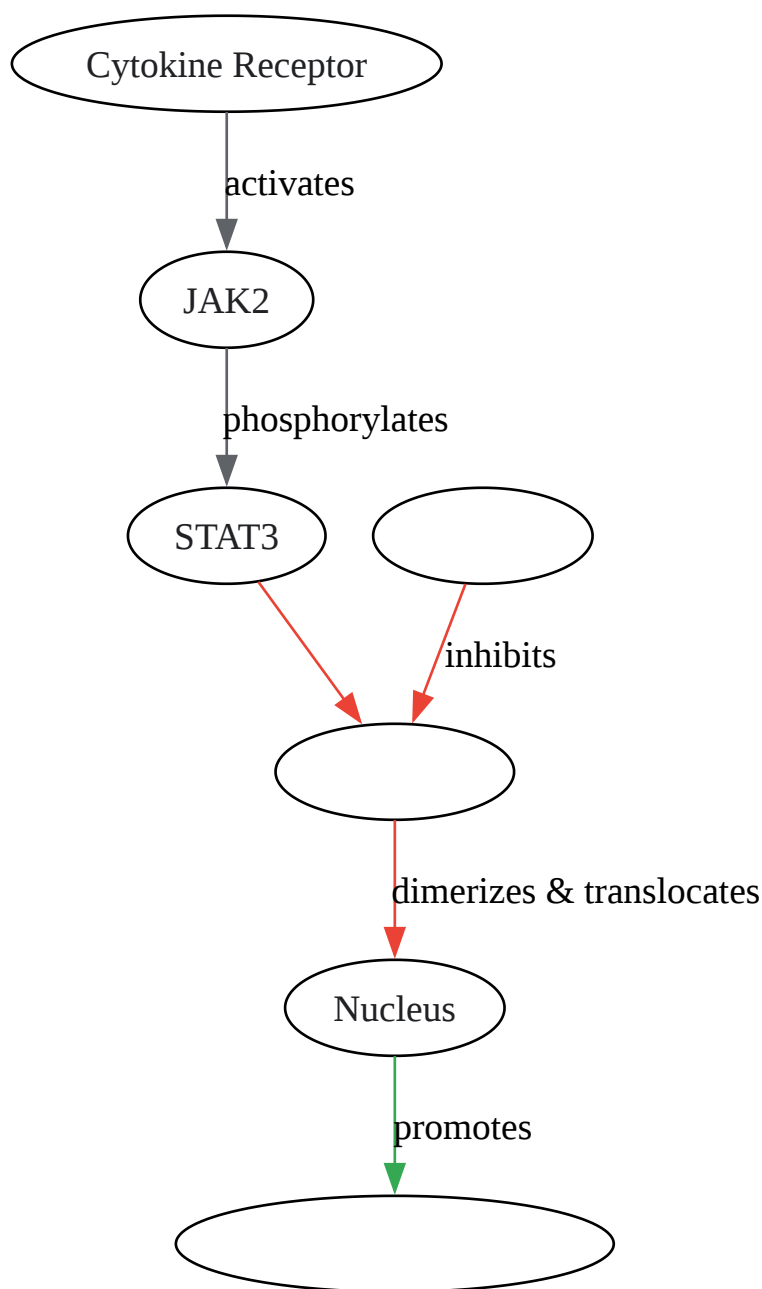 Cytokine Receptor
activates
JAK2
phosphorylates
STAT3
inhibits
dimerizes & translocates
Nucleus
promotes